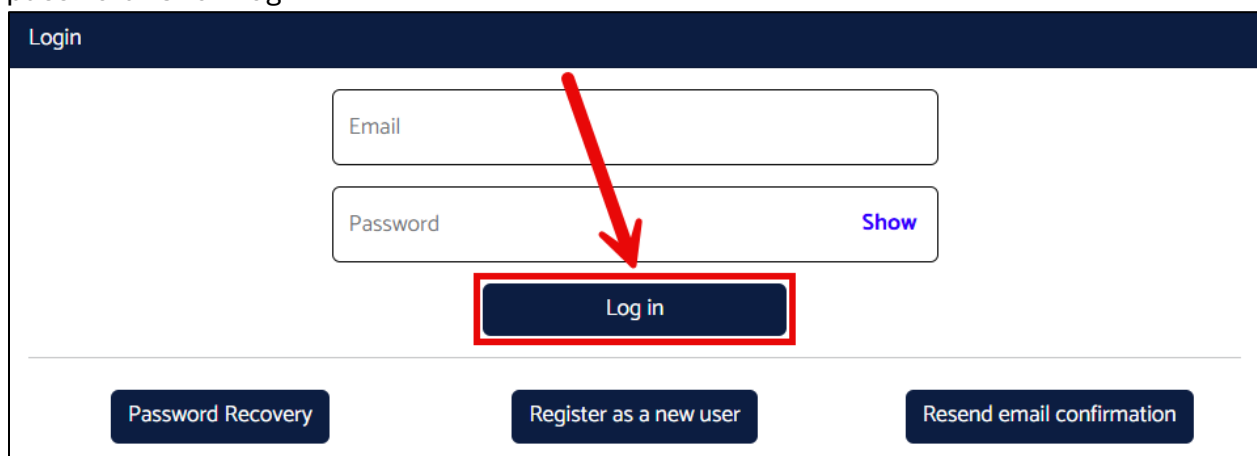 Login
Email
Password Show
Log in
Password Recovery Register as a new user Resend email confirmation